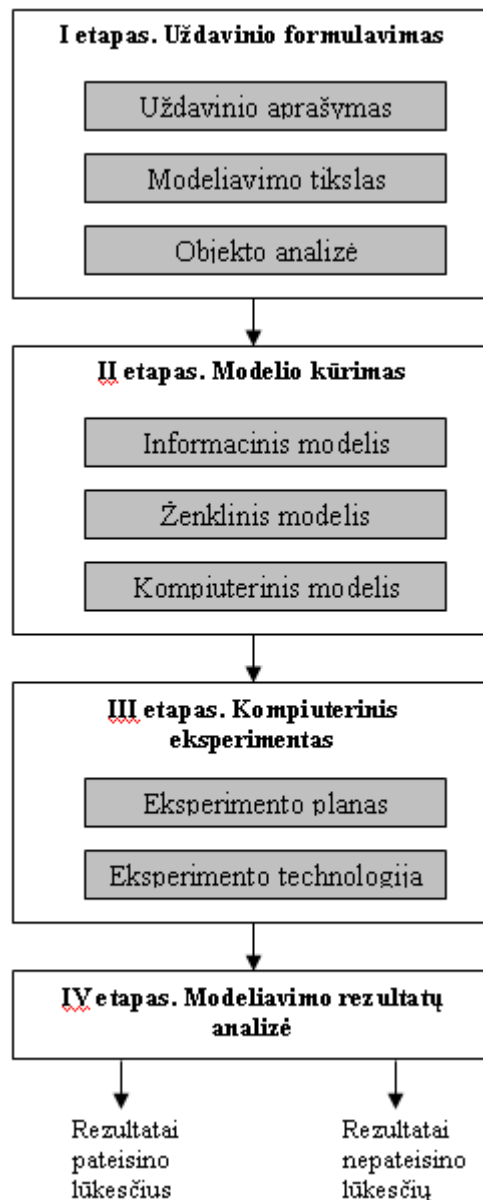 I etapas. Uždavinio formulavimas
Uždavinio aprašymas
Modeliavimo tikslas
Objekto analizė
II etapas. Modelio kūrimas
Informacinis modelis
Ženklinis modelis
Kompiuterinis modelis
III etapas. Kompiuterinis
eksperimentas
Eksperimento planas
Eksperimento technologija
IV etapas. Modeliavimo rezultatų
analizė
Rezultatai
pateisino
lūkesčius
Rezultatai
nepateisino
lūkesčių